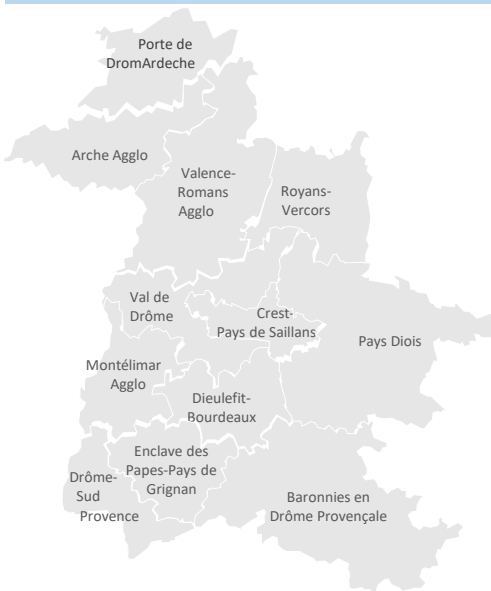 Porte de
DromArdeche
Arche Agglo
Valence-
Romans
Agglo
Royans-
Vercors
Val de
Drôme
Crest-
Pays de Saillans
Pays Diois
Montélimar
Agglo
Dieulefit-
Bourdeaux
Enclave des
Papes-Pays de
Grignan
Drôme-
Sud
Provence
Baronnies en
Drôme Provençale